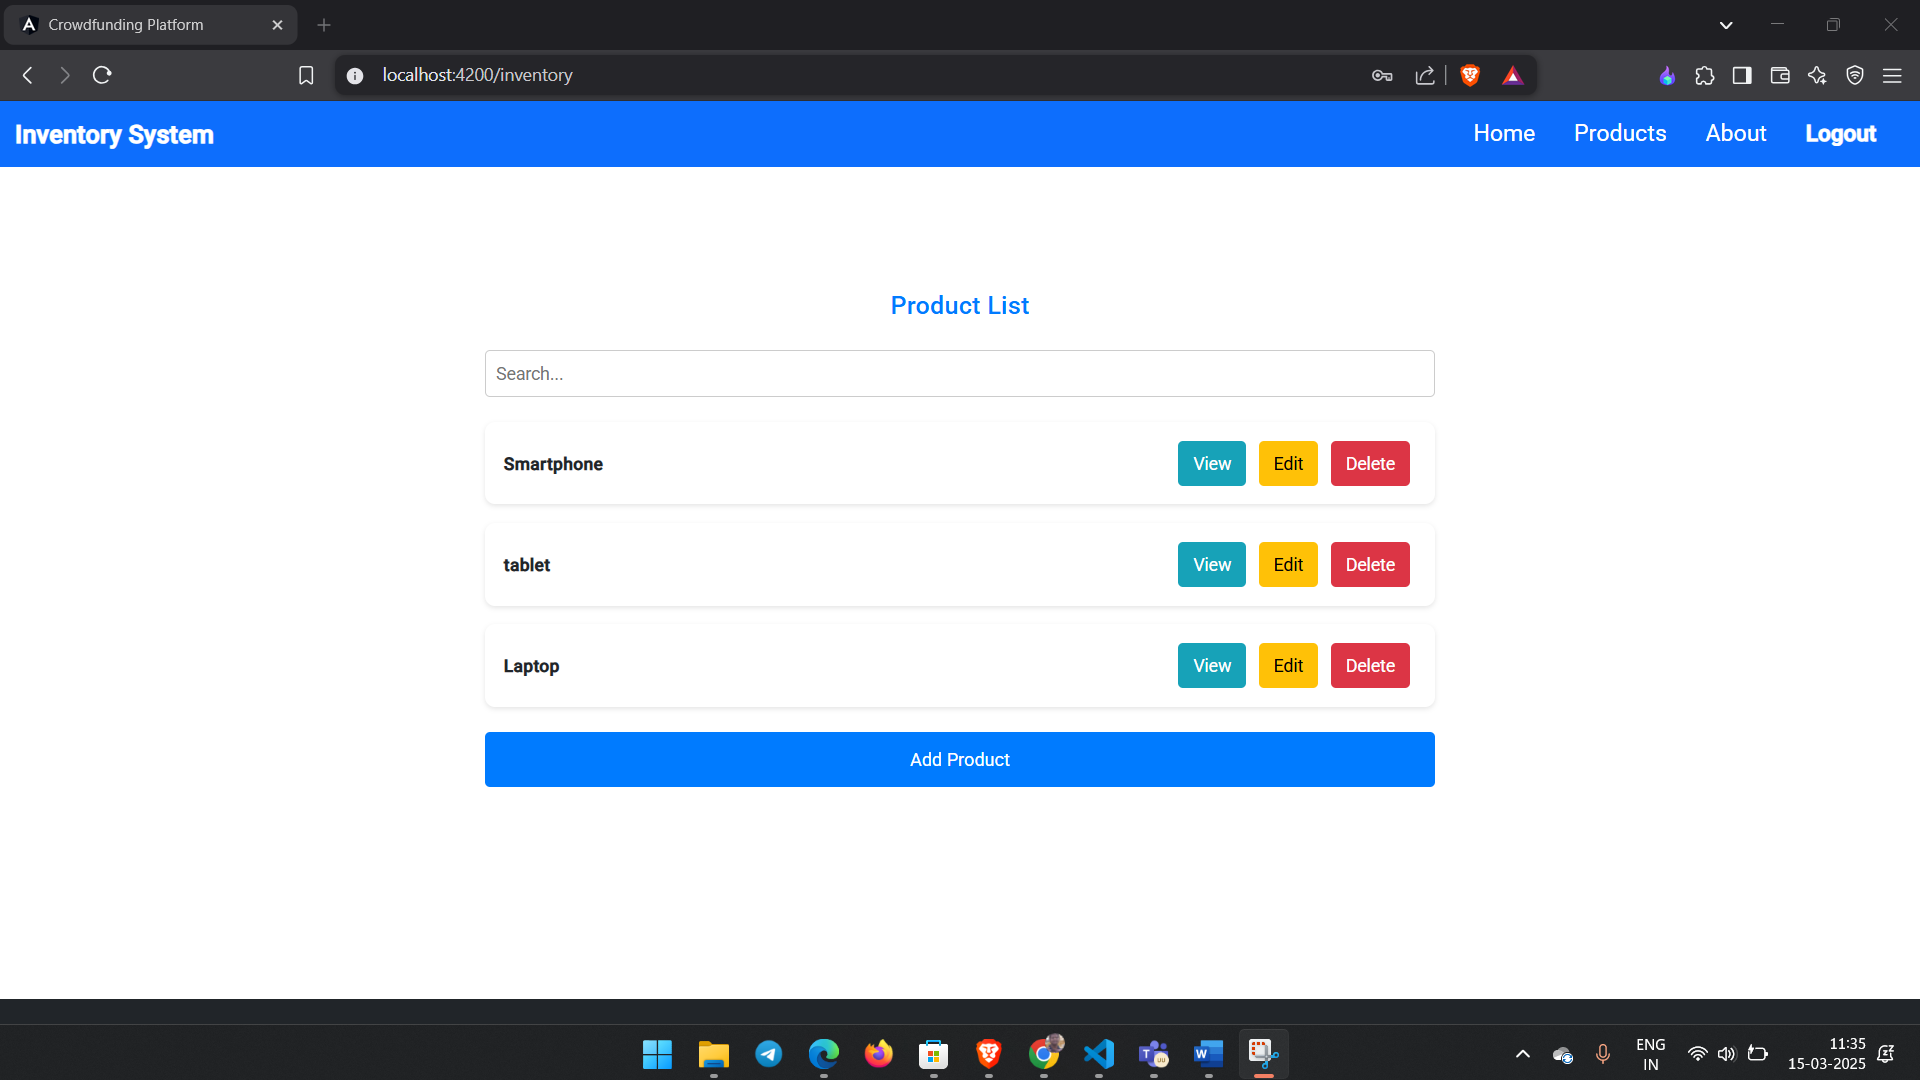 Crowdfunding Platform
localhost:4200/inventory
Inventory System
Home Products About Logout
Product List
Search...
Smartphone View Edit Delete
tablet View Edit Delete
Laptop View Edit Delete
Add Product
ENG
IN
11:35
15-03-2025